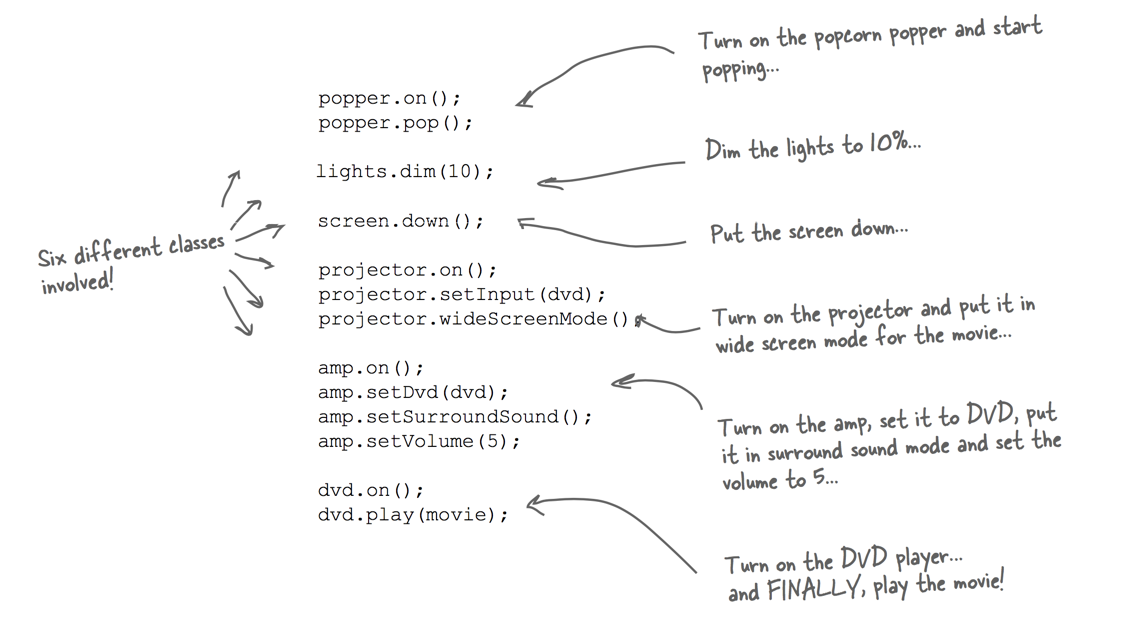 Turn on the popcorn popper and start
popping...
popper.on();
popper.pop();
Dim the lights to 10%...
lights.dim(10);
screen.down();
Put the screen down...
Six different classes
involved!
projector.on();
projector.setInput(dvd);
projector.wideScreenMode();
Turn on the projector and put it in
wide screen mode for the movie...
amp.on();
amp.setDvd(dvd);
amp.setSurroundSound();
amp.setVolume(5);
Turn on the amp, set it to DVD, put
it in surround sound mode and set the
volume to 5...
dvd.on();
dvd.play(movie);
Turn on the DVD player...
and FINALLY, play the movie!